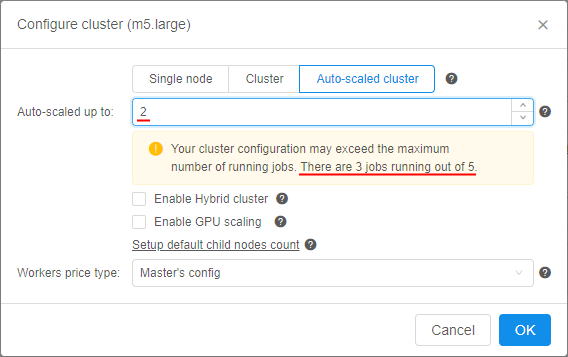 Configure cluster (m5.large)
Single node
Cluster
Auto-scaled cluster
Auto-scaled up to:
2
Your cluster configuration may exceed the maximum
number of running jobs. There are 3 jobs running out of 5.
Enable Hybrid cluster
Enable GPU scaling
Setup default child nodes count
Workers price type:
Master's config
Cancel
OK